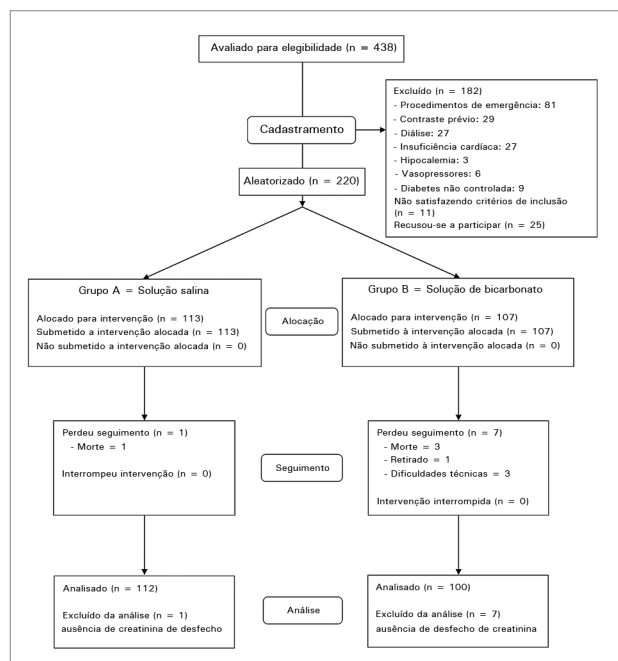 Avaliado para elegibilidade (n = 438)
Excluído (n = 182)
- Procedimentos de emergência: 81
- Contraste prévio: 29
- Diálise: 27
- Insuficiência cardíaca: 27
- Hipocalemia: 3
- Vasopressores: 6
- Diabetes não controlada: 9
Não satisfazendo critérios de inclusão
(n = 11)
Recusou-se a participar (n = 25)
Cadastramento
Aleatorizado (n = 220)
Grupo A = Solução salina
Alocado para intervenção (n = 113)
Submetido a intervenção alocada (n = 113)
Não submetido a intervenção alocada (n = 0)
Alocação
Grupo B = Solução de bicarbonato
Alocado para intervenção (n = 107)
Submetido à intervenção alocada (n = 107)
Não submetido à intervenção alocada (n = 0)
Perdeu seguimento (n = 1)
- Morte = 1
Interrompeu intervenção (n = 0)
Seguimento
Perdeu seguimento (n = 7)
- Morte = 3
- Retirado = 1
- Dificuldades técnicas = 3
Intervenção interrompida (n = 0)
Analisado (n = 112)
Excluído da análise (n = 1)
ausência de creatinina de desfecho
Análise
Analisado (n = 100)
Excluído da análise (n = 7)
ausência de desfecho de creatinina